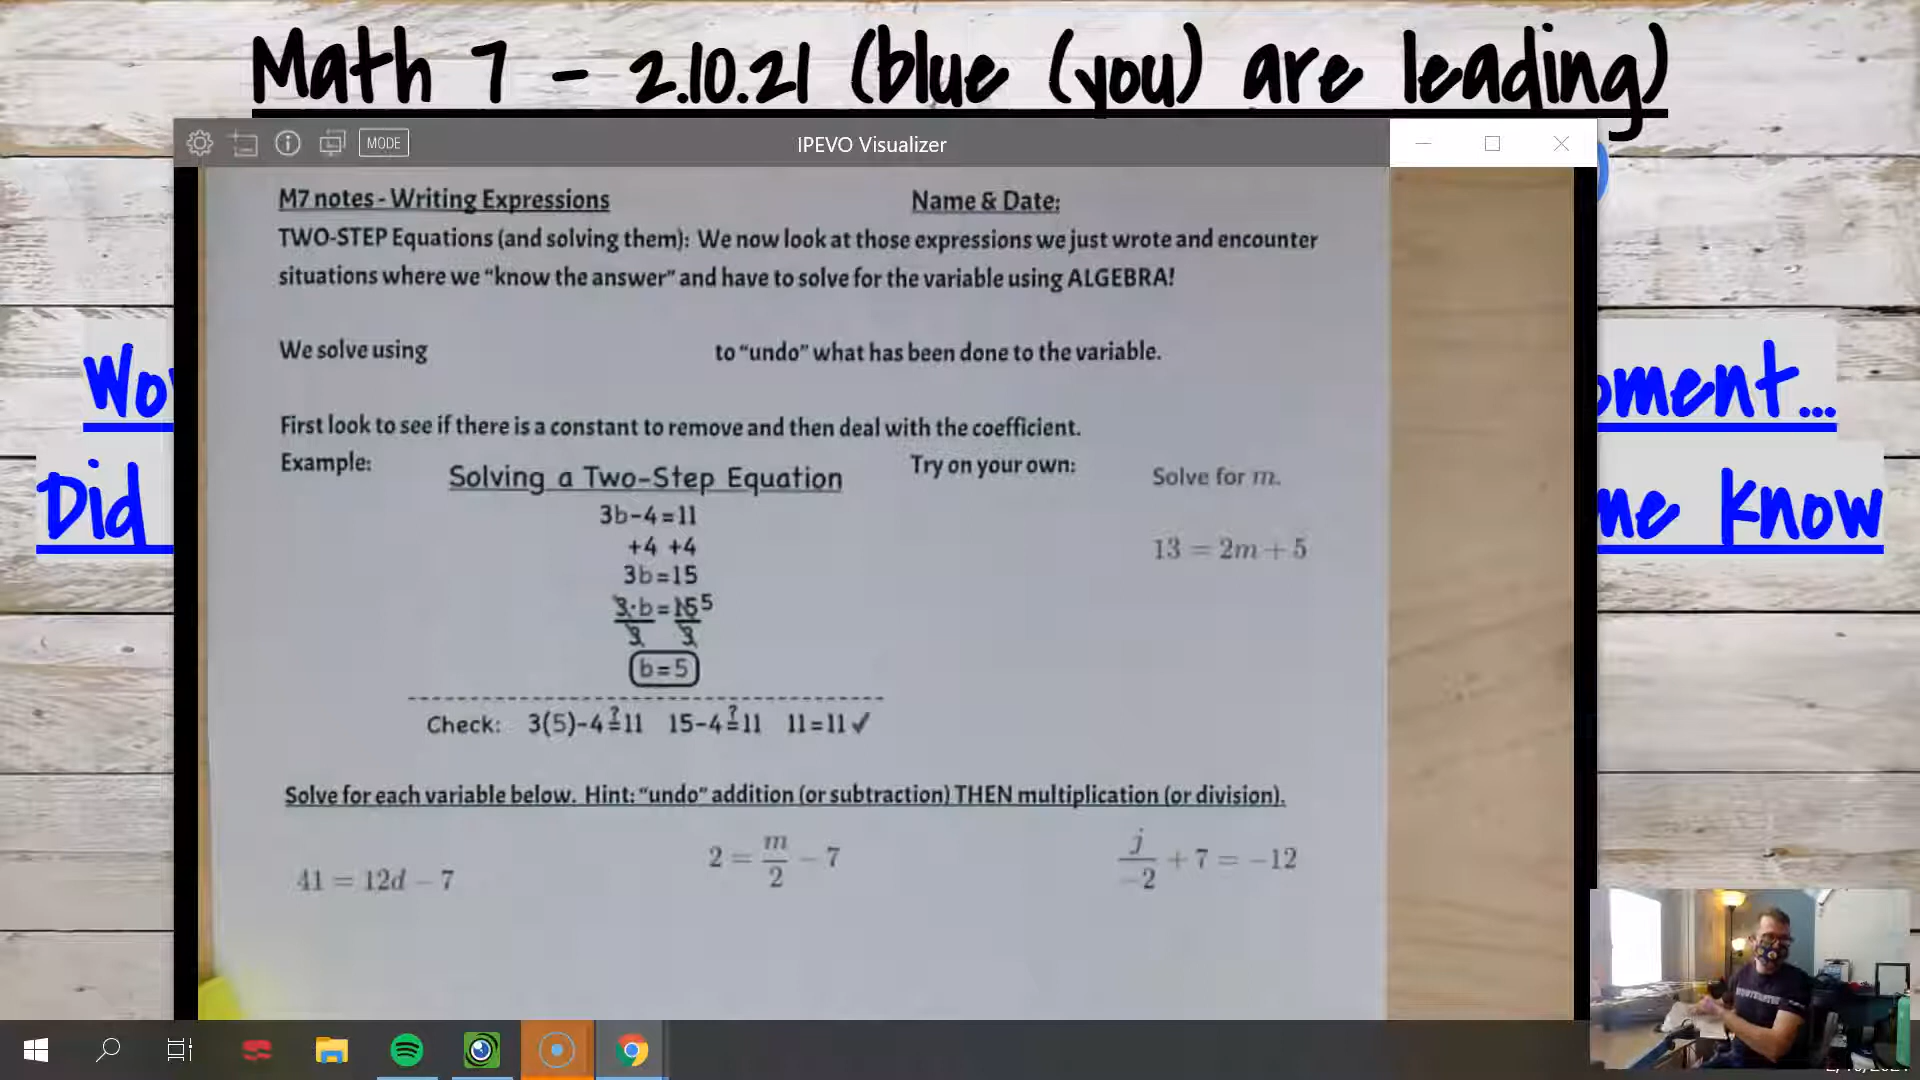 Math 7 - 2.10.21 (blue (you) are leading)
MODE
IPEVO Visualizer
M7 notes - Writing Expressions
Name & Date:
TWO-STEP Equations (and solving them): We now look at those expressions we just wrote and encounter
situations where we “know the answer” and have to solve for the variable using ALGEBRA!
We solve using to “undo” what has been done to the variable.
First look to see if there is a constant to remove and then deal with the coefficient.
Example:
Solving a Two-Step Equation
3b-4=11
+4 +4
3b=15
3·b=15 5
3 3
b=5
Check: 3(5)-4≟11 15-4≟11 11=11✓
Try on your own:
Solve for m.
13 = 2m + 5
Solve for each variable below. Hint: “undo” addition (or subtraction) THEN multiplication (or division).
41 = 12d - 7
2 = m/2 - 7
j/-2 + 7 = -12
Did
know